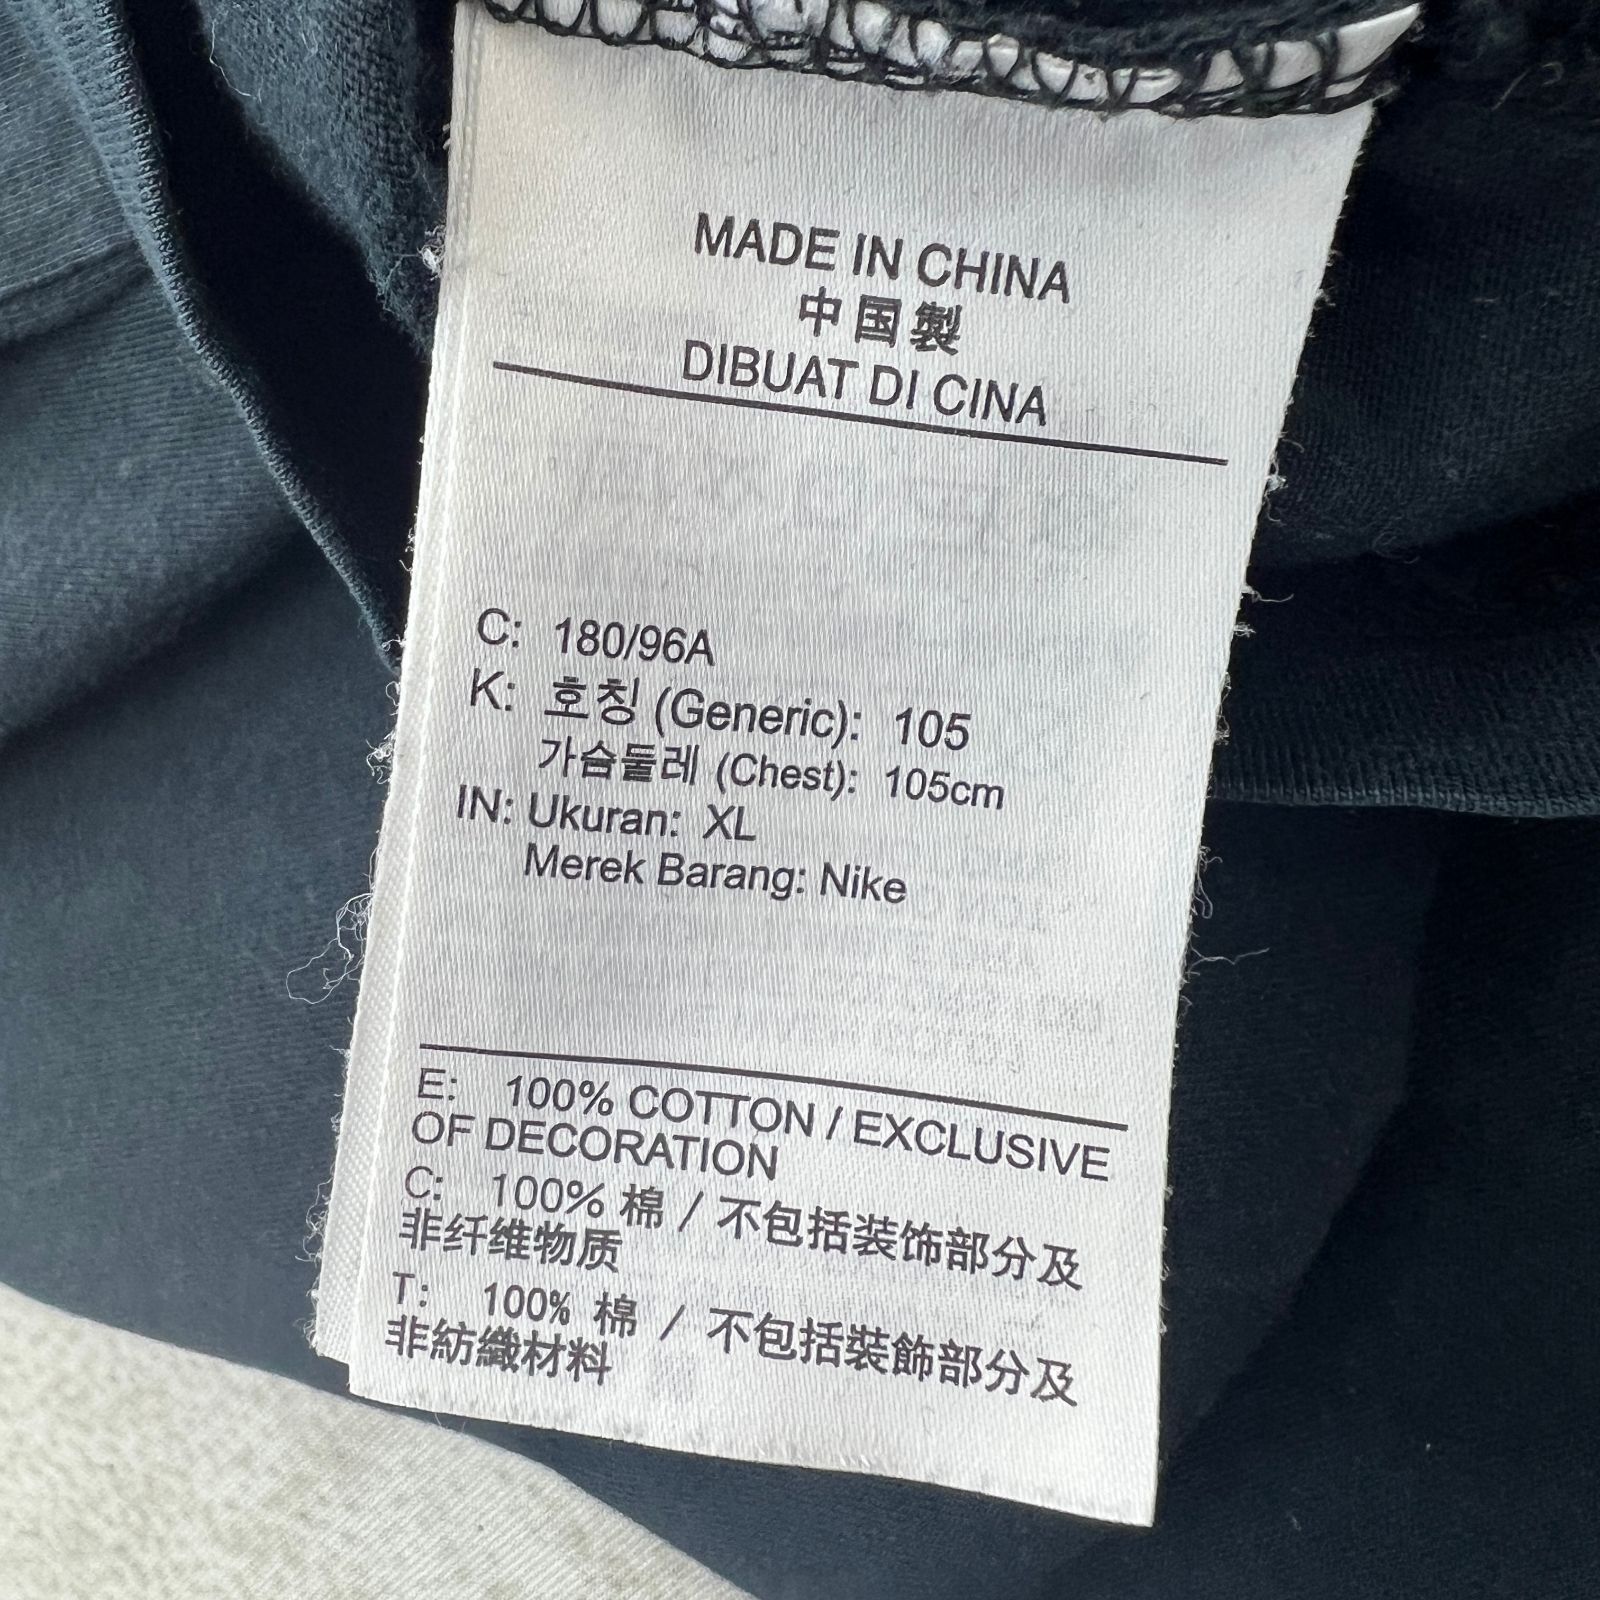 MADE IN CHINA
中国製
DIBUAT DI CINA
C: 180/96A
K: 호칭 (Generic): 105
가슴둘레 (Chest): 105cm
IN: Ukuran: XL
Merek Barang: Nike
E: 100% COTTON / EXCLUSIVE
OF DECORATION
C: 100% 棉 / 不包括装饰部分及
非纤维物质
T: 100% 棉 / 不包括裝飾部分及
非紡織材料